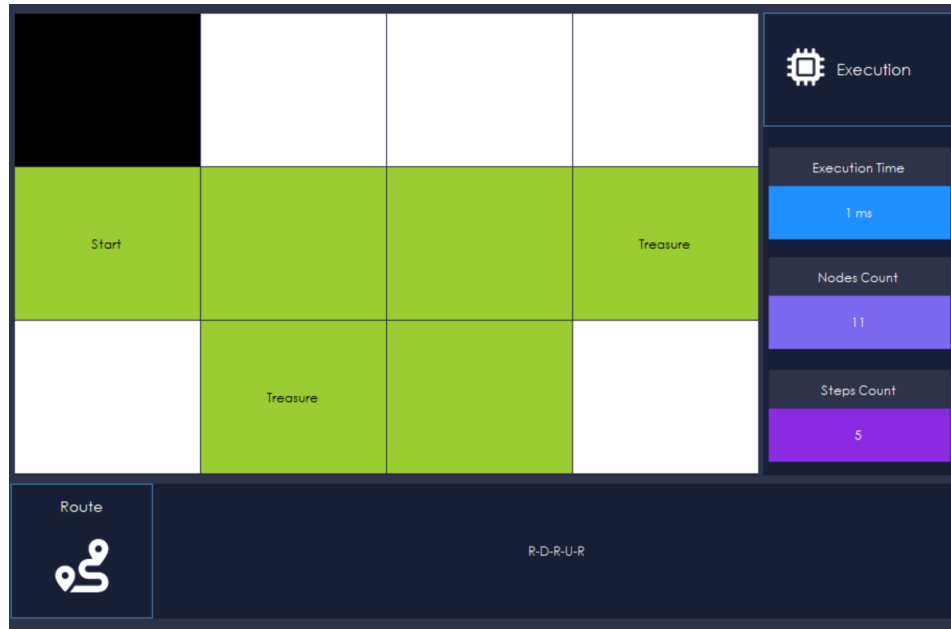 Execution
Execution Time
1 ms
Start
Treasure
Nodes Count
11
Treasure
Steps Count
5
Route
R-D-R-U-R